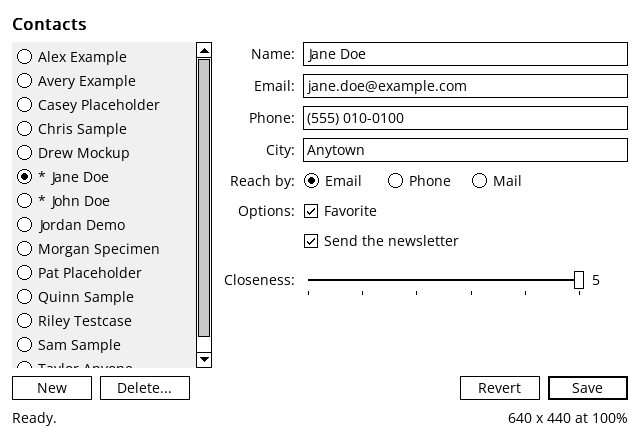 Contacts
Alex Example
Avery Example
Casey Placeholder
Chris Sample
Drew Mockup
* Jane Doe
* John Doe
Jordan Demo
Morgan Specimen
Pat Placeholder
Quinn Sample
Riley Testcase
Sam Sample
Taylor Anyone
New
Delete...
Name: Jane Doe
Email: jane.doe@example.com
Phone: (555) 010-0100
City: Anytown
Reach by: Email Phone Mail
Options: Favorite
Send the newsletter
Closeness: 5
Revert
Save
Ready.
640 x 440 at 100%